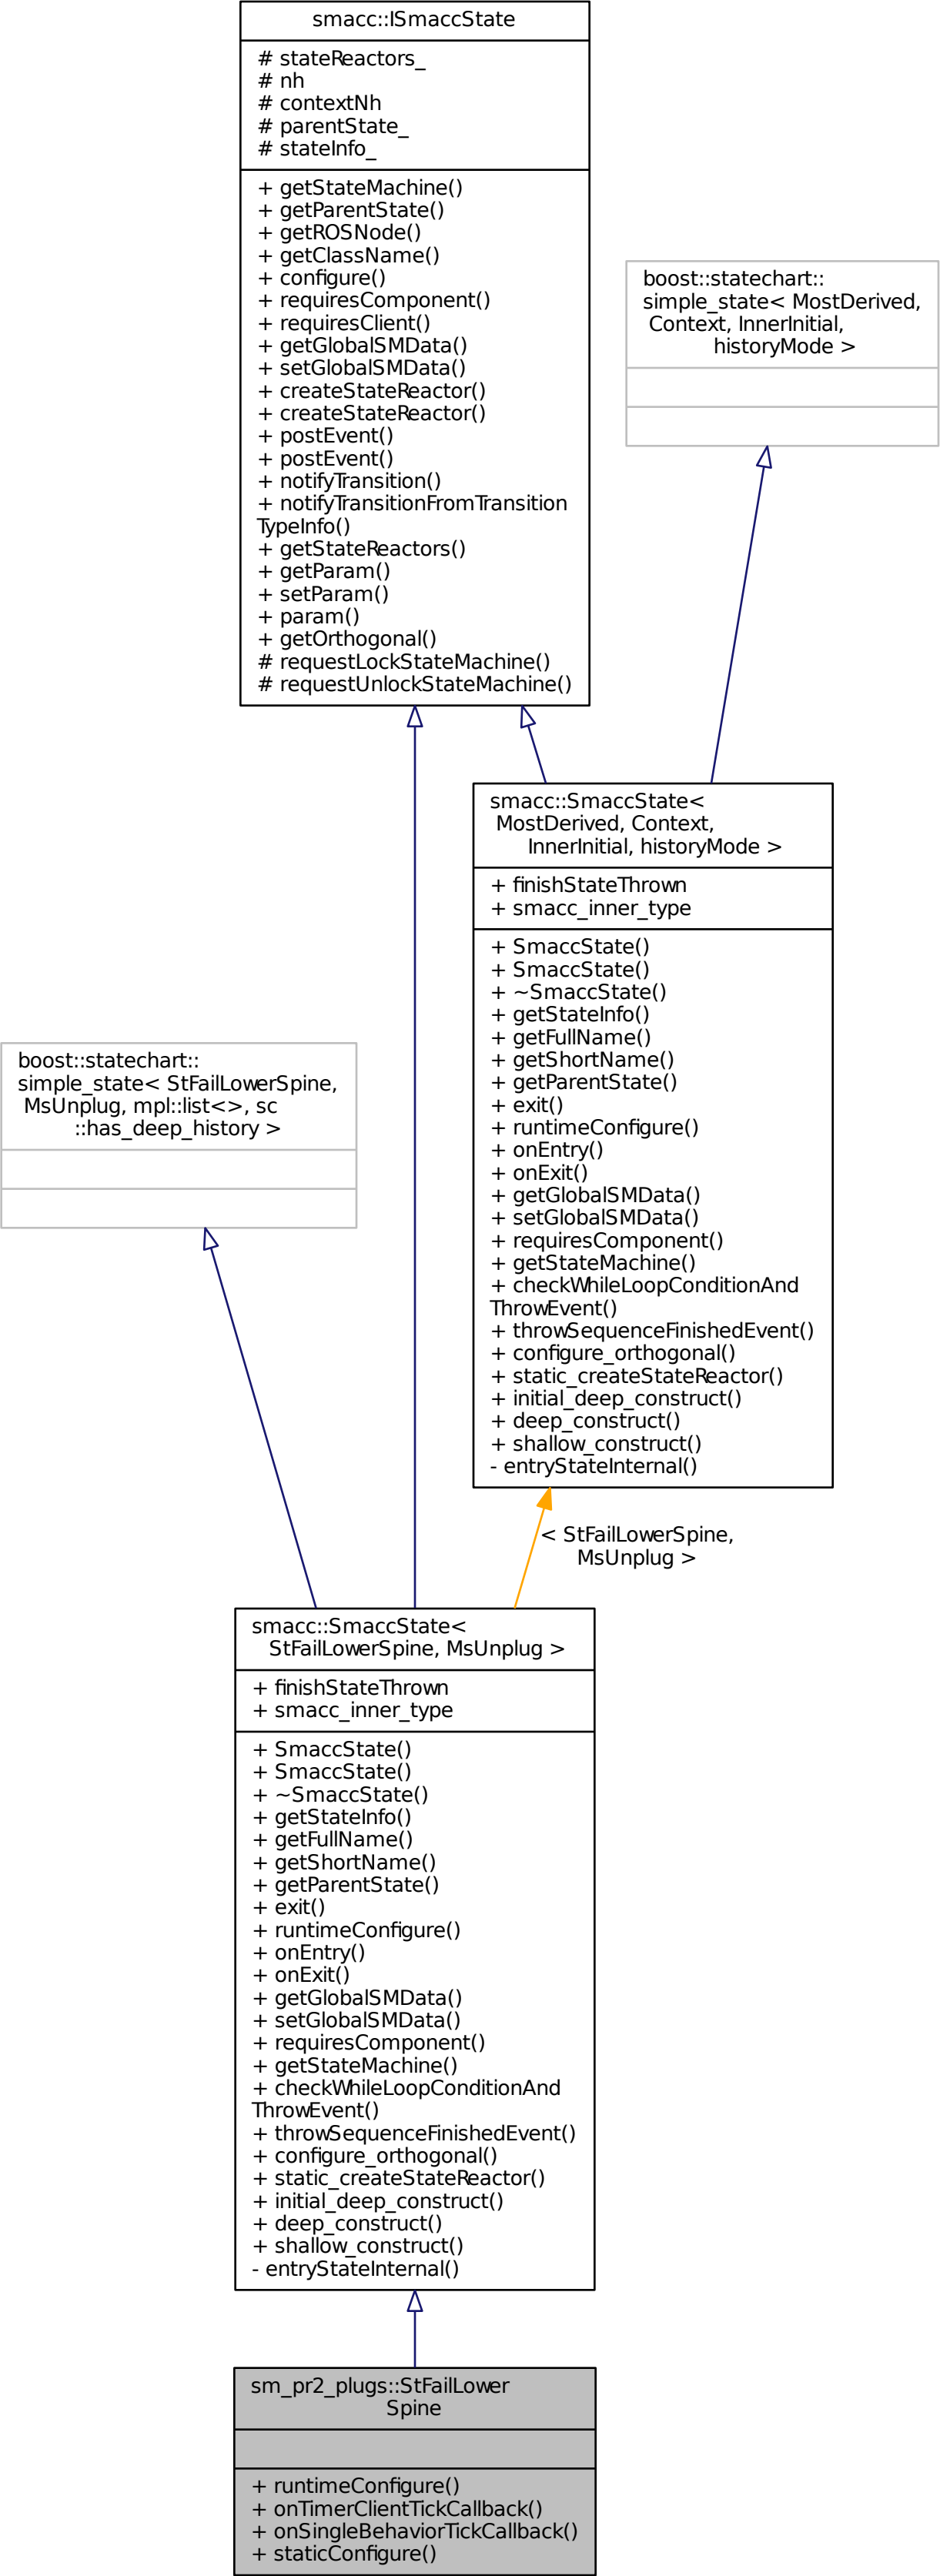 smacc::ISmaccState
# stateReactors_
# nh
# contextNh
# parentState_
# stateInfo_
+ getStateMachine()
+ getParentState()
+ getROSNode()
+ getClassName()
+ configure()
+ requiresComponent()
+ requiresClient()
+ getGlobalSMData()
+ setGlobalSMData()
+ createStateReactor()
+ createStateReactor()
+ postEvent()
+ postEvent()
+ notifyTransition()
+ notifyTransitionFromTransition
TypeInfo()
+ getStateReactors()
+ getParam()
+ setParam()
+ param()
+ getOrthogonal()
# requestLockStateMachine()
# requestUnlockStateMachine()
boost::statechart::
simple_state< MostDerived,
Context, InnerInitial,
historyMode >
smacc::SmaccState<
MostDerived, Context,
InnerInitial, historyMode >
+ finishStateThrown
+ smacc_inner_type
+ SmaccState()
+ SmaccState()
+ ~SmaccState()
+ getStateInfo()
+ getFullName()
+ getShortName()
+ getParentState()
+ exit()
+ runtimeConfigure()
+ onEntry()
+ onExit()
+ getGlobalSMData()
+ setGlobalSMData()
+ requiresComponent()
+ getStateMachine()
+ checkWhileLoopConditionAnd
ThrowEvent()
+ throwSequenceFinishedEvent()
+ configure_orthogonal()
+ static_createStateReactor()
+ initial_deep_construct()
+ deep_construct()
+ shallow_construct()
- entryStateInternal()
boost::statechart::
simple_state< StFailLowerSpine,
MsUnplug, mpl::list<>, sc
::has_deep_history >
< StFailLowerSpine,
MsUnplug >
smacc::SmaccState<
StFailLowerSpine, MsUnplug >
+ finishStateThrown
+ smacc_inner_type
+ SmaccState()
+ SmaccState()
+ ~SmaccState()
+ getStateInfo()
+ getFullName()
+ getShortName()
+ getParentState()
+ exit()
+ runtimeConfigure()
+ onEntry()
+ onExit()
+ getGlobalSMData()
+ setGlobalSMData()
+ requiresComponent()
+ getStateMachine()
+ checkWhileLoopConditionAnd
ThrowEvent()
+ throwSequenceFinishedEvent()
+ configure_orthogonal()
+ static_createStateReactor()
+ initial_deep_construct()
+ deep_construct()
+ shallow_construct()
- entryStateInternal()
sm_pr2_plugs::StFailLower
Spine
+ runtimeConfigure()
+ onTimerClientTickCallback()
+ onSingleBehaviorTickCallback()
+ staticConfigure()